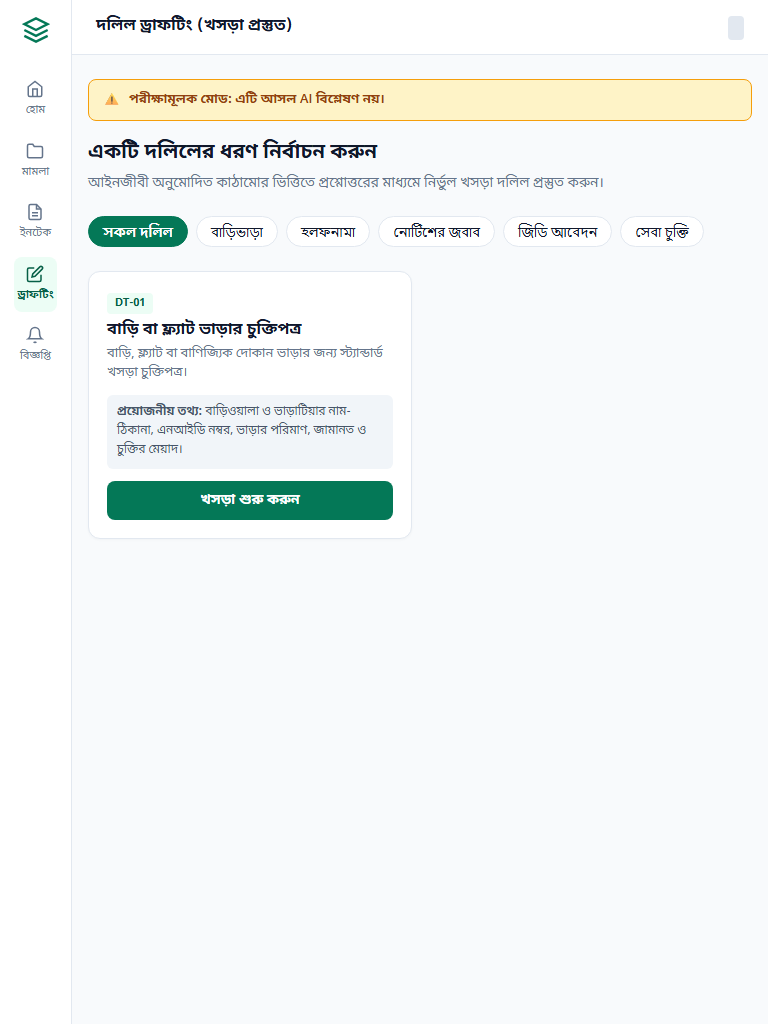 দলিল ড্রাফটিং (খসড়া প্রস্তুত)
হোম
মামলা
ইনটেক
ড্রাফটিং
বিজ্ঞপ্তি
পরীক্ষামূলক মোড: এটি আসল AI বিশ্লেষণ নয়।
একটি দলিলের ধরণ নির্বাচন করুন
আইনজীবী অনুমোদিত কাঠামোর ভিত্তিতে প্রশ্নোত্তরের মাধ্যমে নির্ভুল খসড়া দলিল প্রস্তুত করুন।
সকল দলিল
বাড়িভাড়া
হলফনামা
নোটিশের জবাব
জিডি আবেদন
সেবা চুক্তি
DT-01
বাড়ি বা ফ্ল্যাট ভাড়ার চুক্তিপত্র
বাড়ি, ফ্ল্যাট বা বাণিজ্যিক দোকান ভাড়ার জন্য স্ট্যান্ডার্ড
খসড়া চুক্তিপত্র।
প্রয়োজনীয় তথ্য: বাড়িওয়ালা ও ভাড়াটিয়ার নাম-
ঠিকানা, এনআইডি নম্বর, ভাড়ার পরিমাণ, জামানত ও
চুক্তির মেয়াদ।
খসড়া শুরু করুন